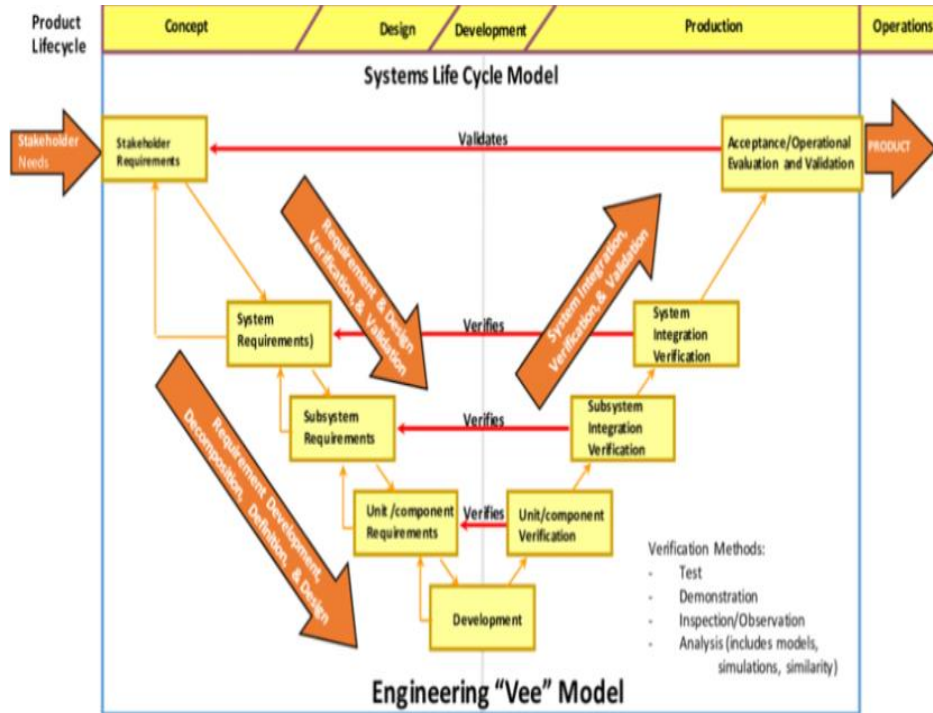 Product
Lifecycle
Concept
Design
Development
Production
Operations
Systems Life Cycle Model
Stakeholder
Needs
Stakeholder
Requirements
Validates
Acceptance/Operational
Evaluation and Validation
PRODUCT
Requirement & Design
Verification, & Validation
System Integration,
Verification, & Validation
System
Requirements)
Verifies
System
Integration
Verification
Subsystem
Requirements
Verifies
Subsystem
Integration
Verification
Requirement Development,
Decomposition, Definition, & Design
Unit /component
Requirements
Verifies
Unit/component
Verification
Development
Verification Methods:
- Test
- Demonstration
- Inspection/Observation
- Analysis (includes models,
simulations, similarity)
Engineering “Vee” Model